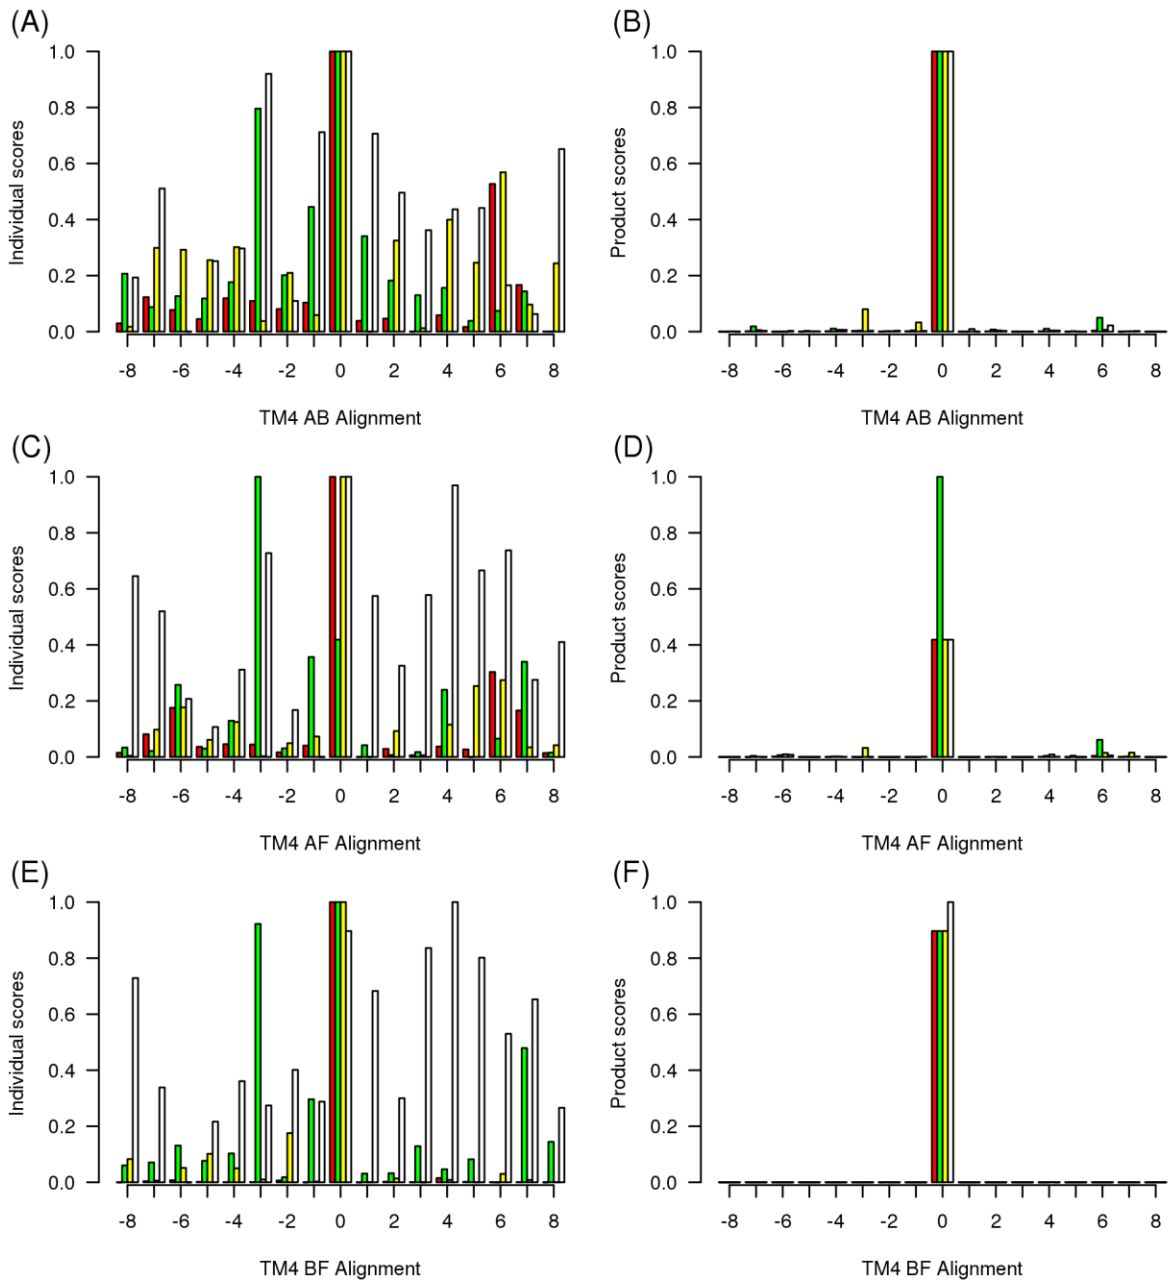 (A)
1.0
0.8
0.6
0.4
0.2
0.0
Individual scores
-8 -6 -4 -2 0 2 4 6 8
TM4 AB Alignment
(B)
1.0
0.8
0.6
0.4
0.2
0.0
Product scores
-8 -6 -4 -2 0 2 4 6 8
TM4 AB Alignment
(C)
1.0
0.8
0.6
0.4
0.2
0.0
Individual scores
-8 -6 -4 -2 0 2 4 6 8
TM4 AF Alignment
(D)
1.0
0.8
0.6
0.4
0.2
0.0
Product scores
-8 -6 -4 -2 0 2 4 6 8
TM4 AF Alignment
(E)
1.0
0.8
0.6
0.4
0.2
0.0
Individual scores
-8 -6 -4 -2 0 2 4 6 8
TM4 BF Alignment
(F)
1.0
0.8
0.6
0.4
0.2
0.0
Product scores
-8 -6 -4 -2 0 2 4 6 8
TM4 BF Alignment